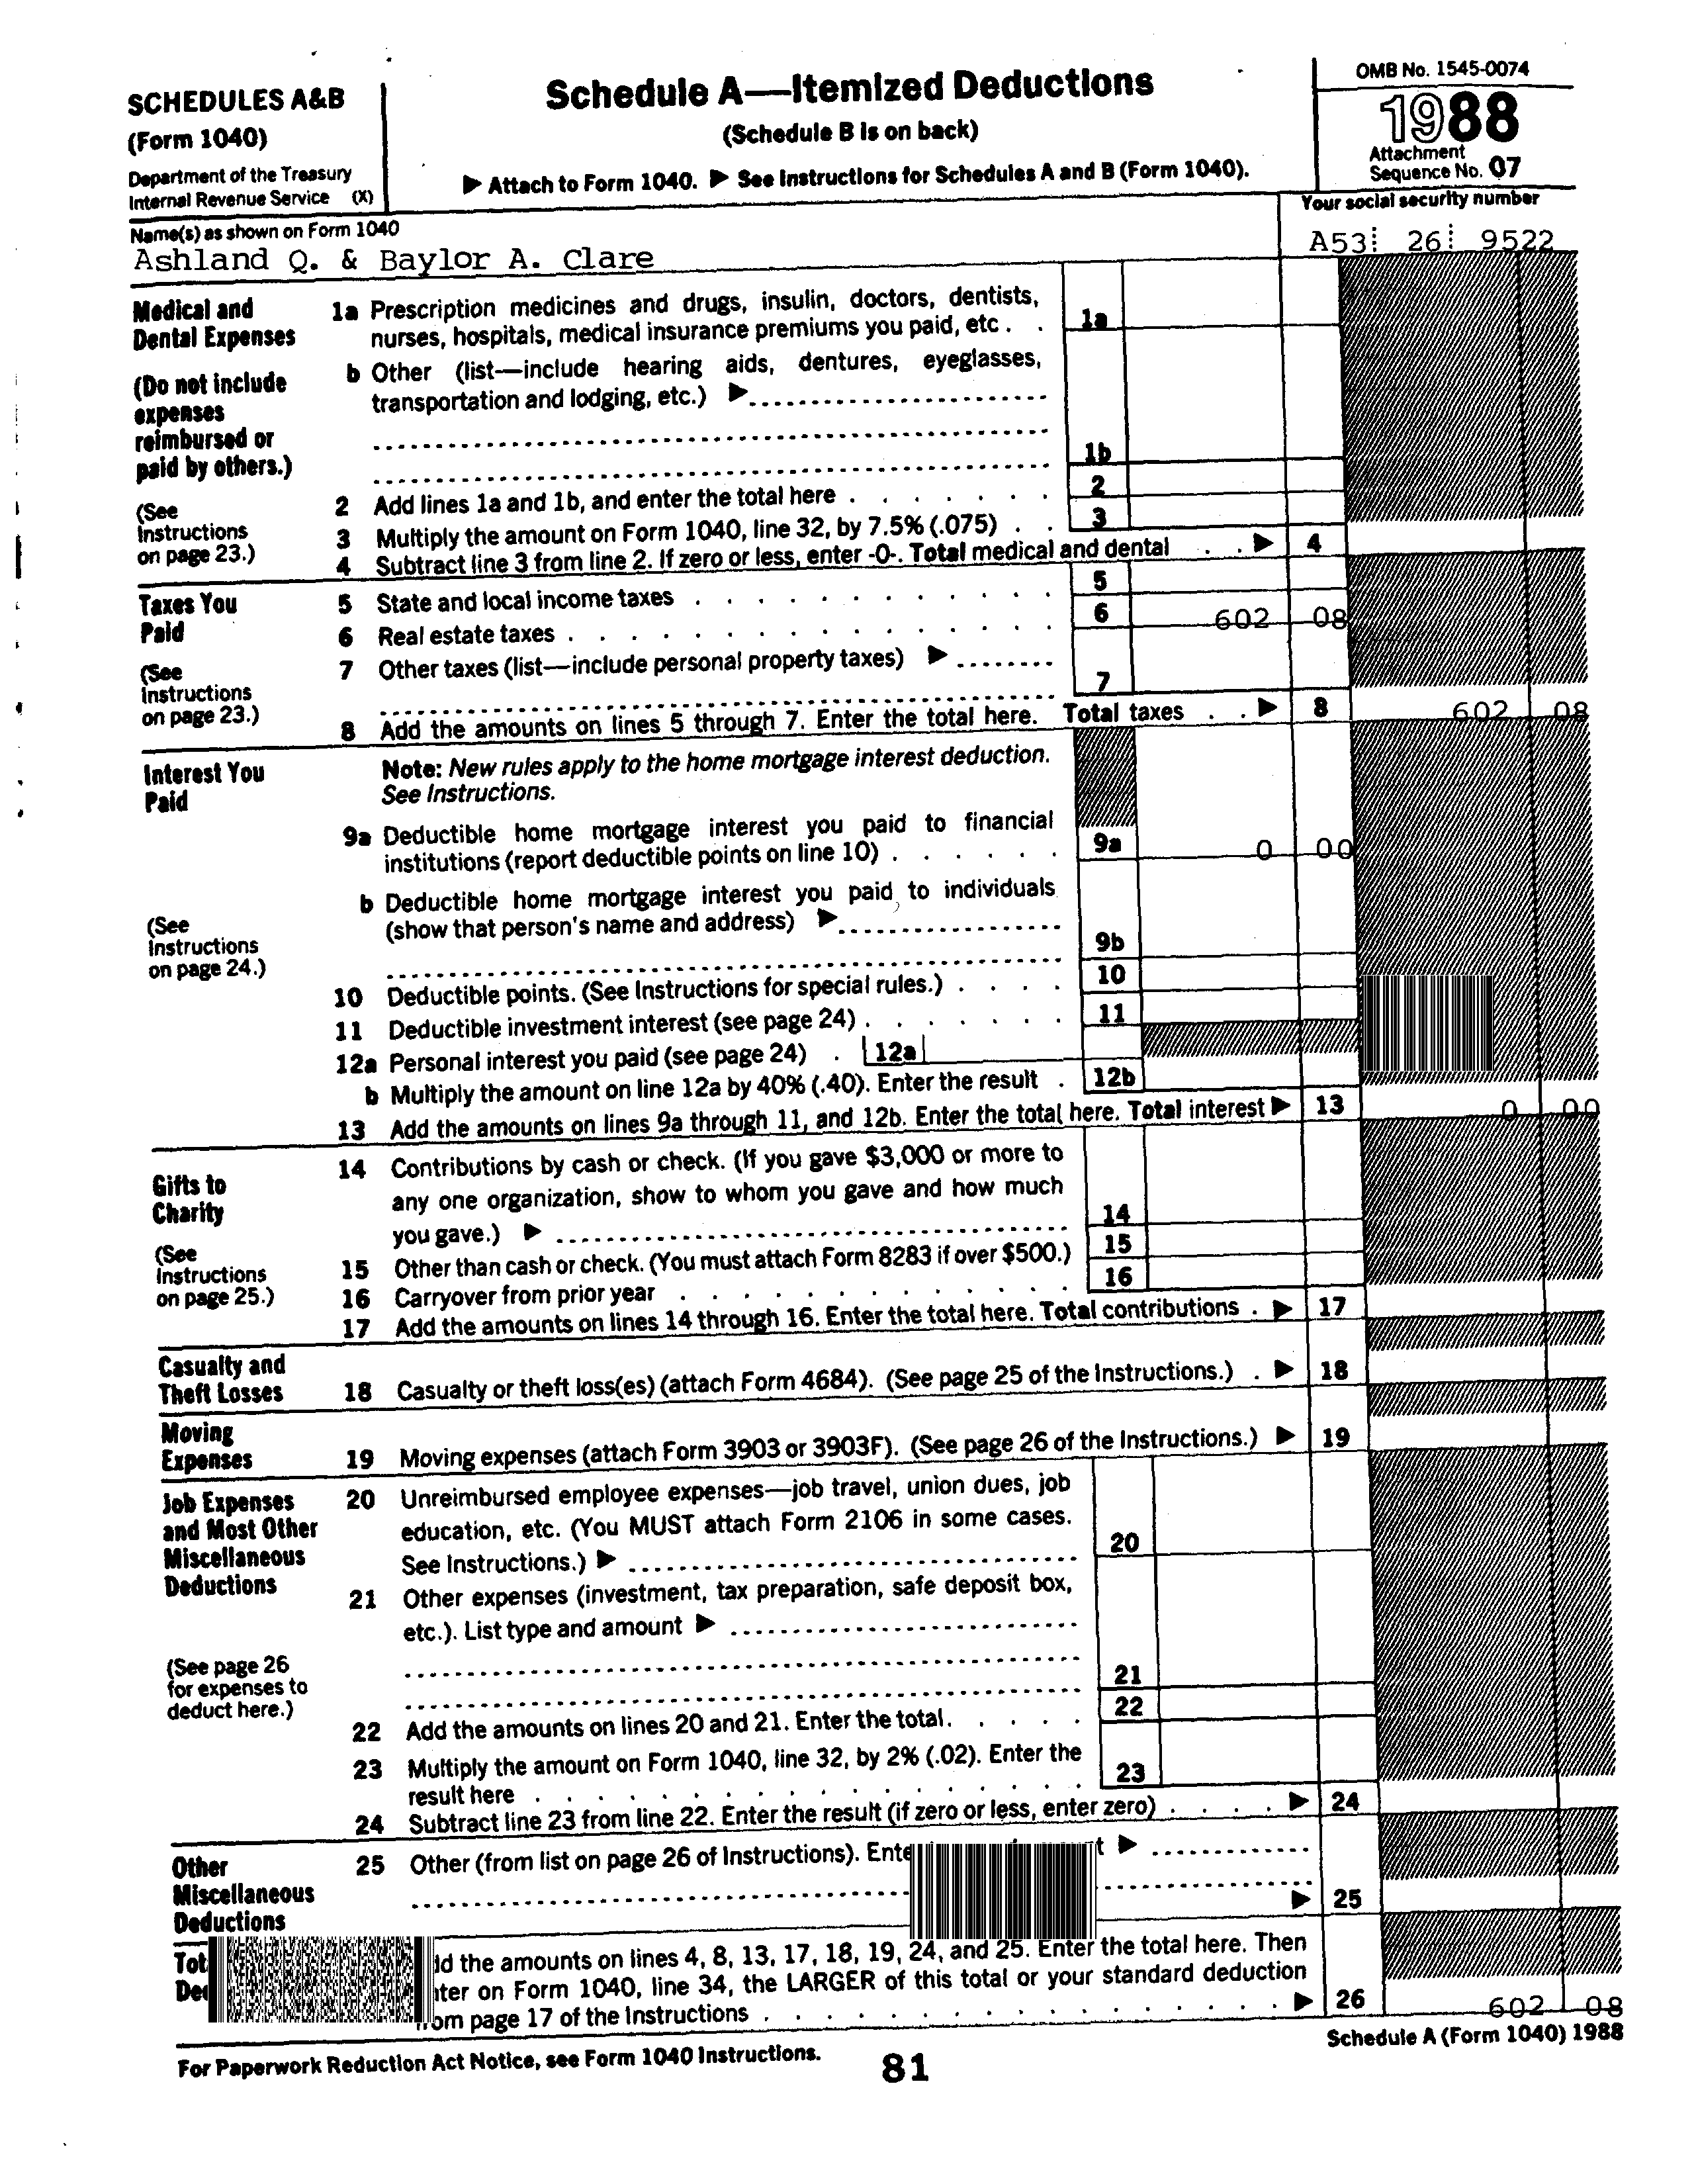 SCHEDULES A&B
(Form 1040)
Department of the Treasury
Internal Revenue Service (X)
Schedule A—Itemized Deductions
(Schedule B is on back)
▶ Attach to Form 1040. ▶ See Instructions for Schedules A and B (Form 1040).
OMB No. 1545-0074
1988
Attachment
Sequence No. 07
Name(s) as shown on Form 1040
Ashland Q. & Baylor A. Clare
Your social security number
A53 26 9522
Medical and
Dental Expenses
(Do not include
expenses
reimbursed or
paid by others.)
(See
Instructions
on page 23.)
1a Prescription medicines and drugs, insulin, doctors, dentists,
nurses, hospitals, medical insurance premiums you paid, etc . . 1a
b Other (list—include hearing aids, dentures, eyeglasses,
transportation and lodging, etc.) ▶
1b
2 Add lines 1a and 1b, and enter the total here . . . . . . . 2
3 Multiply the amount on Form 1040, line 32, by 7.5% (.075) . . 3
4 Subtract line 3 from line 2. If zero or less, enter -0-. Total medical and dental . . ▶ 4
Taxes You
Paid
(See
Instructions
on page 23.)
5 State and local income taxes . . . . . . . . . . . . 5
6 Real estate taxes . . . . . . . . . . . . . . . . 6 602 08
7 Other taxes (list—include personal property taxes) ▶
7
8 Add the amounts on lines 5 through 7. Enter the total here. Total taxes . . ▶ 8 602 08
Interest You
Paid
(See
Instructions
on page 24.)
Note: New rules apply to the home mortgage interest deduction.
See Instructions.
9a Deductible home mortgage interest you paid to financial
institutions (report deductible points on line 10) . . . . . . 9a 0 00
b Deductible home mortgage interest you paid to individuals
(show that person's name and address) ▶
9b
10 Deductible points. (See Instructions for special rules.) . . . . 10
11 Deductible investment interest (see page 24) . . . . . . . 11
12a Personal interest you paid (see page 24) . 12a
b Multiply the amount on line 12a by 40% (.40). Enter the result . 12b
13 Add the amounts on lines 9a through 11, and 12b. Enter the total here. Total interest ▶ 13 0 00
Gifts to
Charity
(See
Instructions
on page 25.)
14 Contributions by cash or check. (If you gave $3,000 or more to
any one organization, show to whom you gave and how much
you gave.) ▶ 14
15 Other than cash or check. (You must attach Form 8283 if over $500.) 15
16 Carryover from prior year . . . . . . . . . . . . 16
17 Add the amounts on lines 14 through 16. Enter the total here. Total contributions . ▶ 17
Casualty and
Theft Losses
18 Casualty or theft loss(es) (attach Form 4684). (See page 25 of the Instructions.) . ▶ 18
Moving
Expenses
19 Moving expenses (attach Form 3903 or 3903F). (See page 26 of the Instructions.) ▶ 19
Job Expenses
and Most Other
Miscellaneous
Deductions
(See page 26
for expenses to
deduct here.)
20 Unreimbursed employee expenses—job travel, union dues, job
education, etc. (You MUST attach Form 2106 in some cases.
See Instructions.) ▶ 20
21 Other expenses (investment, tax preparation, safe deposit box,
etc.). List type and amount ▶
21
22 Add the amounts on lines 20 and 21. Enter the total. . . . . 22
23 Multiply the amount on Form 1040, line 32, by 2% (.02). Enter the
result here . . . . . . . . . . . . . . . 23
24 Subtract line 23 from line 22. Enter the result (if zero or less, enter zero) . . . . ▶ 24
Other
Miscellaneous
Deductions
25 Other (from list on page 26 of Instructions). Ente t ▶
▶ 25
Tot
Ded
dd the amounts on lines 4, 8, 13, 17, 18, 19, 24, and 25. Enter the total here. Then
nter on Form 1040, line 34, the LARGER of this total or your standard deduction
from page 17 of the Instructions . . . . . . . . . . . . . . . ▶ 26 602 08
For Paperwork Reduction Act Notice, see Form 1040 Instructions.
81
Schedule A (Form 1040) 1988